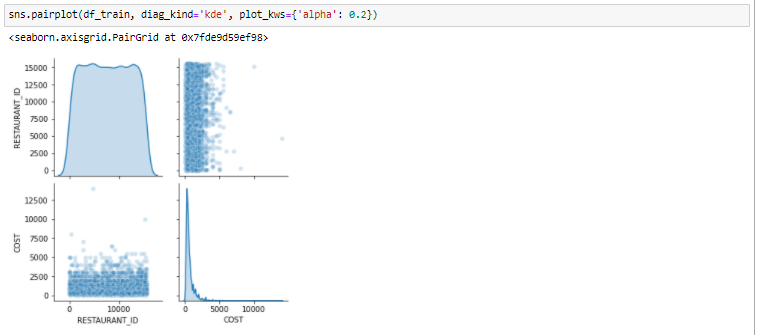 sns.pairplot(df_train, diag_kind='kde', plot_kws={'alpha': 0.2})
<seaborn.axisgrid.PairGrid at 0x7fde9d59ef98>
RESTAURANT_ID
15000
12500
10000
7500
5000
2500
0
COST
12500
10000
7500
5000
2500
0
0 10000
RESTAURANT_ID
0 5000 10000
COST